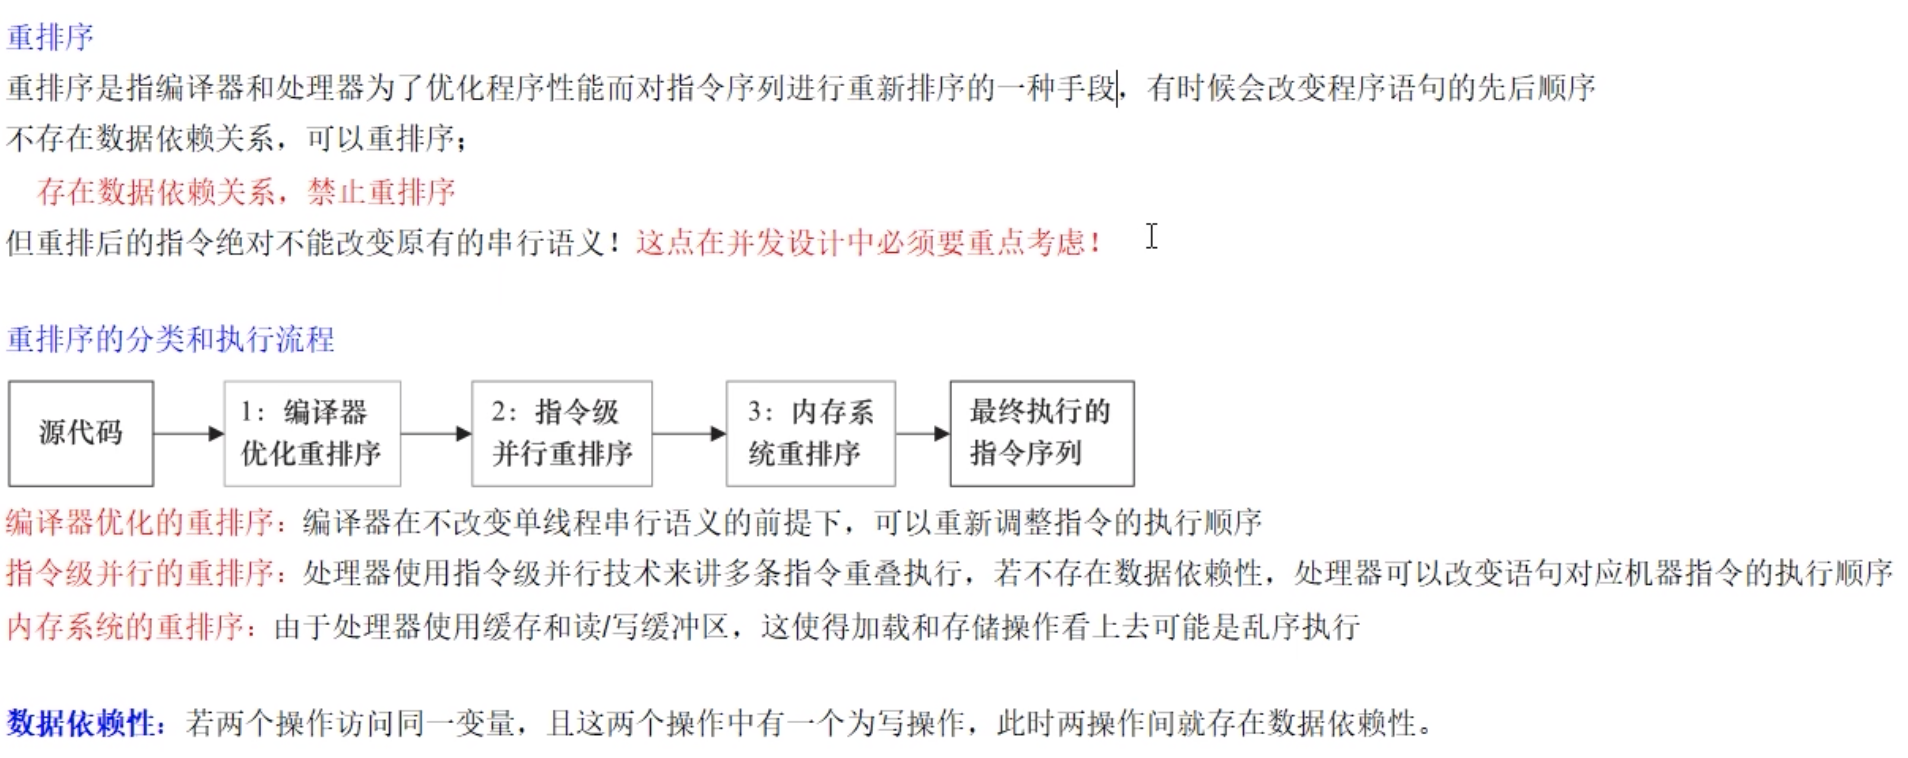 重排序
重排序是指编译器和处理器为了优化程序性能而对指令序列进行重新排序的一种手段，有时候会改变程序语句的先后顺序
不存在数据依赖关系，可以重排序；
存在数据依赖关系，禁止重排序
但重排后的指令绝对不能改变原有的串行语义！这点在并发设计中必须要重点考虑！
重排序的分类和执行流程
源代码
1：编译器
优化重排序
2：指令级
并行重排序
3：内存系
统重排序
最终执行的
指令序列
编译器优化的重排序：编译器在不改变单线程串行语义的前提下，可以重新调整指令的执行顺序
指令级并行的重排序：处理器使用指令级并行技术来讲多条指令重叠执行，若不存在数据依赖性，处理器可以改变语句对应机器指令的执行顺序
内存系统的重排序：由于处理器使用缓存和读/写缓冲区，这使得加载和存储操作看上去可能是乱序执行
数据依赖性：若两个操作访问同一变量，且这两个操作中有一个为写操作，此时两操作间就存在数据依赖性。